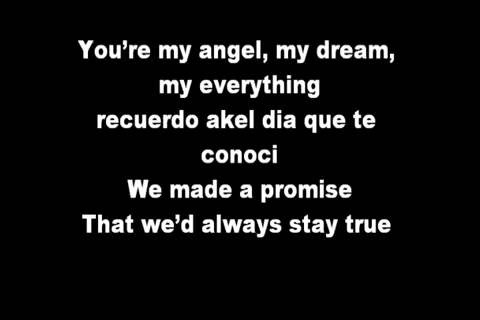 You're my angel, my dream,
my everything
recuerdo akel dia que te
conoci
We made a promise
That we'd always stay true